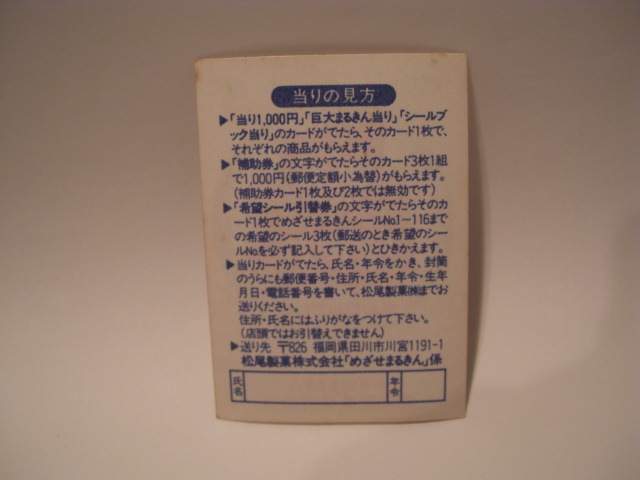 当りの見方
▶「当り1,000円」「巨大まるきん当り」「シールブ
ック当り」のカードがでたら、そのカード1枚で、
それぞれの商品がもらえます。
▶「補助券」の文字がでたらそのカード3枚1組
で1,000円(郵便定額小為替)がもらえます。
(補助券カード1枚及び2枚では無効です)
▶「希望シール引替券」の文字がでたらそのカ
ード1枚でめざせまるきんシールNo.1~116まで
の希望のシール3枚(郵送のとき希望のシー
ルNo.を必ず記入して下さい)とひきかえます。
▶当りカードがでたら、氏名・年令をかき、封筒
のうらにも郵便番号・住所・氏名・年令・生年
月日・電話番号を書いて、松尾製菓㈱までお
送りください。
住所・氏名にはふりがなをつけて下さい。
(店頭ではお引替えできません)
▶送り先 〒826 福岡県田川市川宮1191-1
松尾製菓株式会社「めざせまるきん」係
氏名 年令